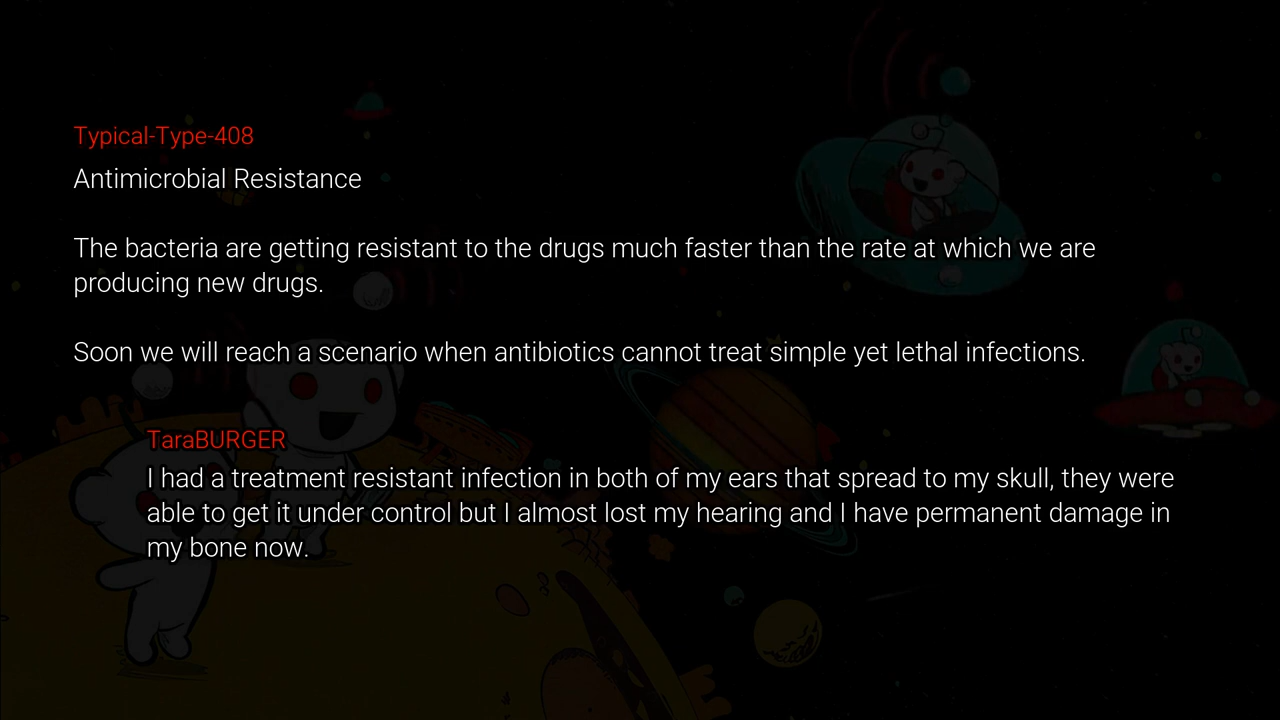 Typical-Type-408
Antimicrobial Resistance
The bacteria are getting resistant to the drugs much faster than the rate at which we are
producing new drugs.
Soon we will reach a scenario when antibiotics cannot treat simple yet lethal infections.
TaraBURGER
I had a treatment resistant infection in both of my ears that spread to my skull, they were
able to get it under control but I almost lost my hearing and I have permanent damage in
my bone now.